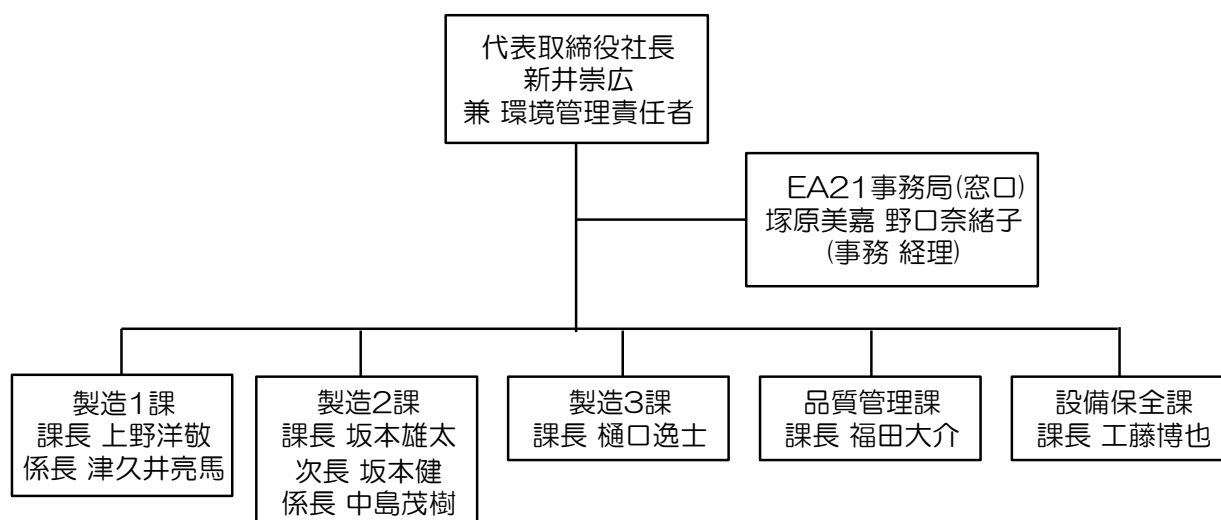 代表取締役社長
新井崇広
兼 環境管理責任者
EA21事務局(窓口)
塚原美嘉 野口奈緒子
(事務 経理)
製造1課
課長 上野洋敬
係長 津久井亮馬
製造2課
課長 坂本雄太
次長 坂本健
係長 中島茂樹
製造3課
課長 樋口逸士
品質管理課
課長 福田大介
設備保全課
課長 工藤博也